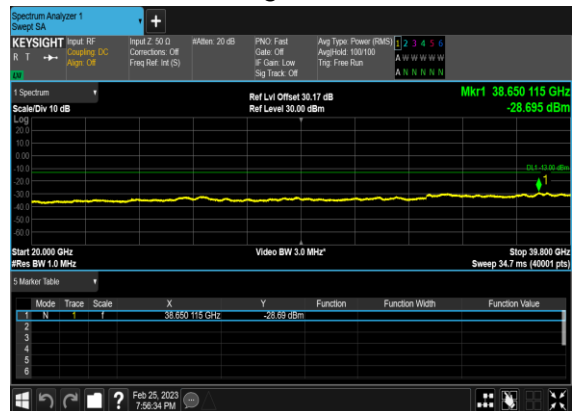 Spectrum Analyzer 1
Swept SA
+
KEYSIGHT Input: RF Input Z: 50 Ω #Atten: 20 dB PNO: Fast Avg Type: Power (RMS) 1 2 3 4 5 6
R T Coupling: DC Corrections: Off Gate: Off Avg|Hold: 100/100 A W W W W W
Align: Off Freq Ref: Int (S) IF Gain: Low Trig: Free Run
LW Sig Track: Off A N N N N N
1 Spectrum Ref Lvl Offset 30.17 dB Mkr1 38.650 115 GHz
Scale/Div 10 dB Ref Level 30.00 dBm -28.695 dBm
Log
20.0
10.0
0.00
-10.0
DL1 -13.00 dBm
-20.0
1
-30.0
-40.0
-50.0
-60.0
Start 20.000 GHz Video BW 3.0 MHz* Stop 39.800 GHz
#Res BW 1.0 MHz Sweep 34.7 ms (40001 pts)
5 Marker Table
Mode Trace Scale X Y Function Function Width Function Value
1 N 1 f 38.650 115 GHz -28.69 dBm
2
3
4
5
6
? Feb 25, 2023
7:56:34 PM